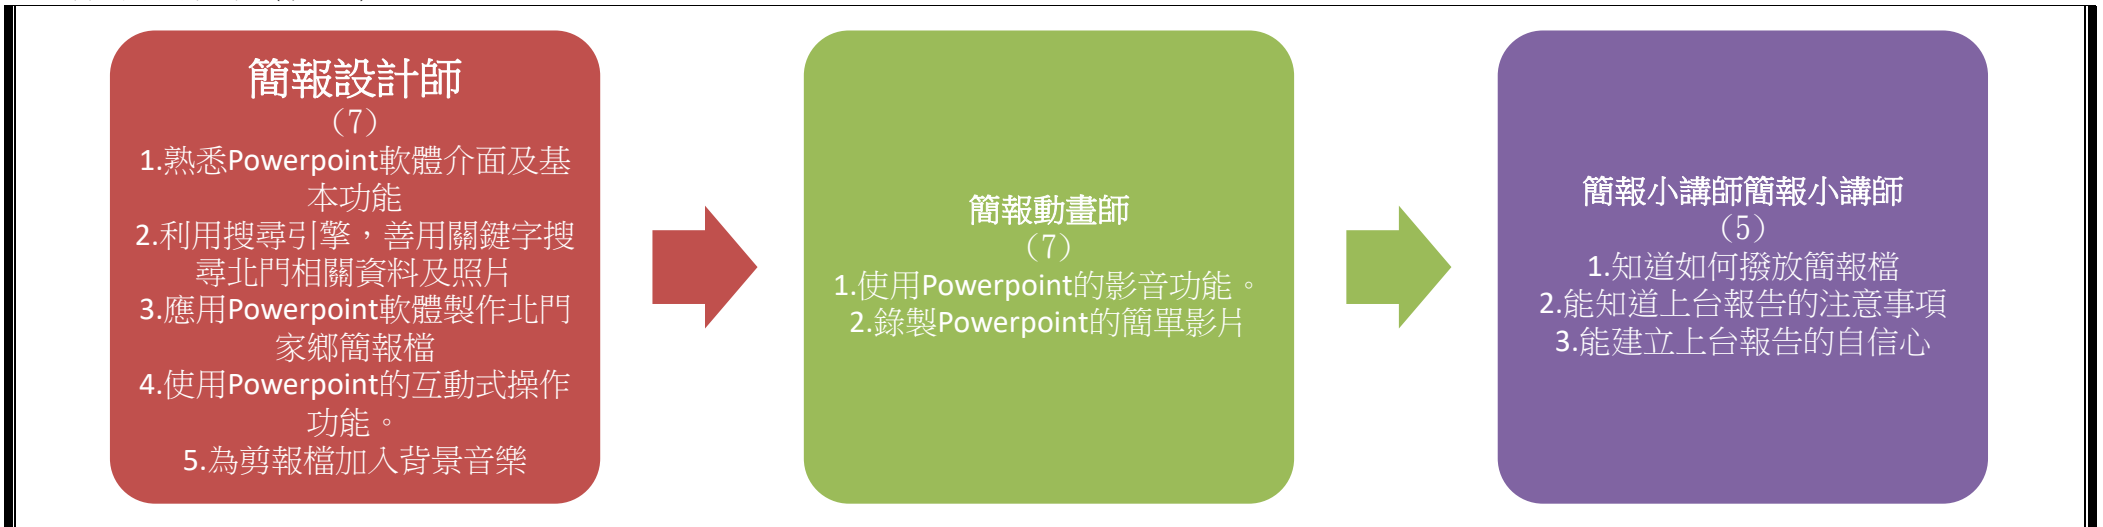 簡報設計師
（7）
1.熟悉Powerpoint軟體介面及基
本功能
2.利用搜尋引擎，善用關鍵字搜
尋北門相關資料及照片
3.應用Powerpoint軟體製作北門
家鄉簡報檔
4.使用Powerpoint的互動式操作
功能。
5.為剪報檔加入背景音樂
簡報動畫師
（7）
1.使用Powerpoint的影音功能。
2.錄製Powerpoint的簡單影片
簡報小講師簡報小講師
（5）
1.知道如何撥放簡報檔
2.能知道上台報告的注意事項
3.能建立上台報告的自信心